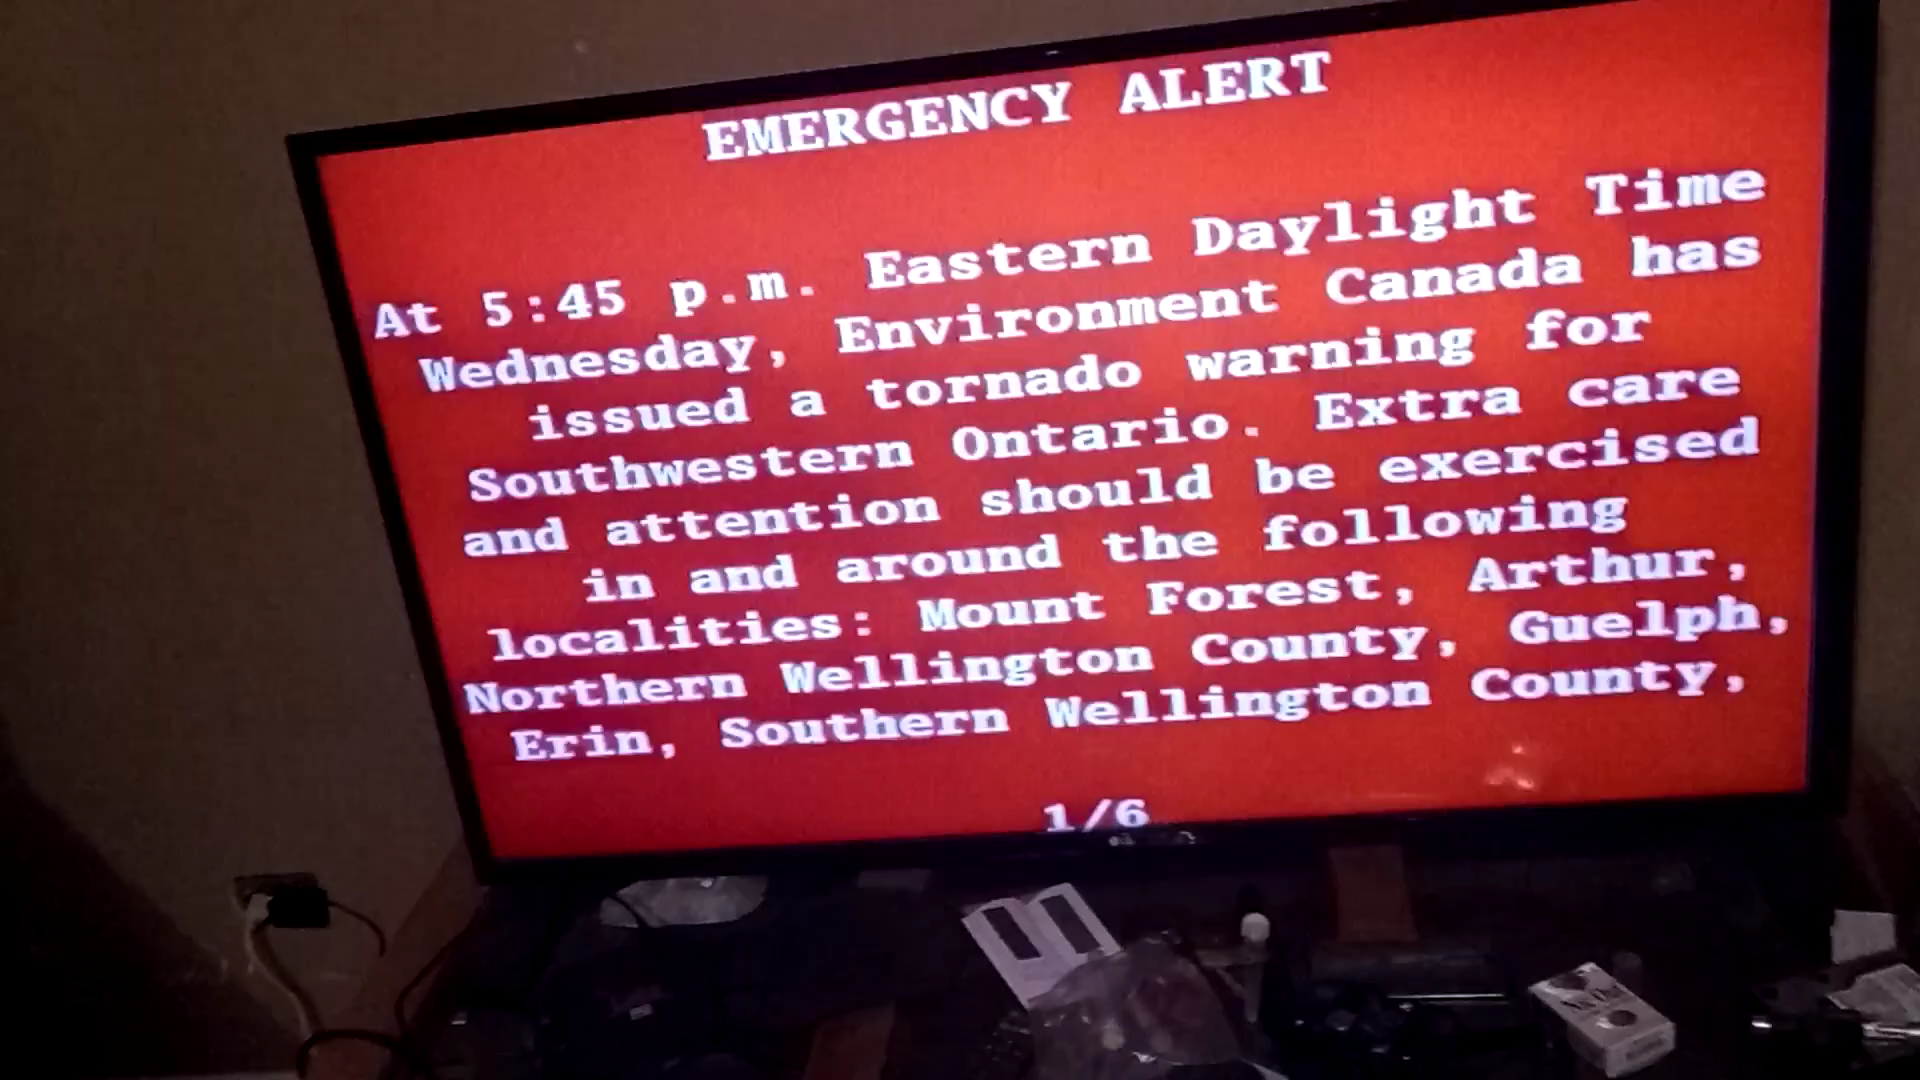 EMERGENCY ALERT
At 5:45 p.m. Eastern Daylight Time
Wednesday, Environment Canada has
issued a tornado warning for
Southwestern Ontario. Extra care
and attention should be exercised
in and around the following
localities: Mount Forest, Arthur,
Northern Wellington County, Guelph,
Erin, Southern Wellington County,
1/6